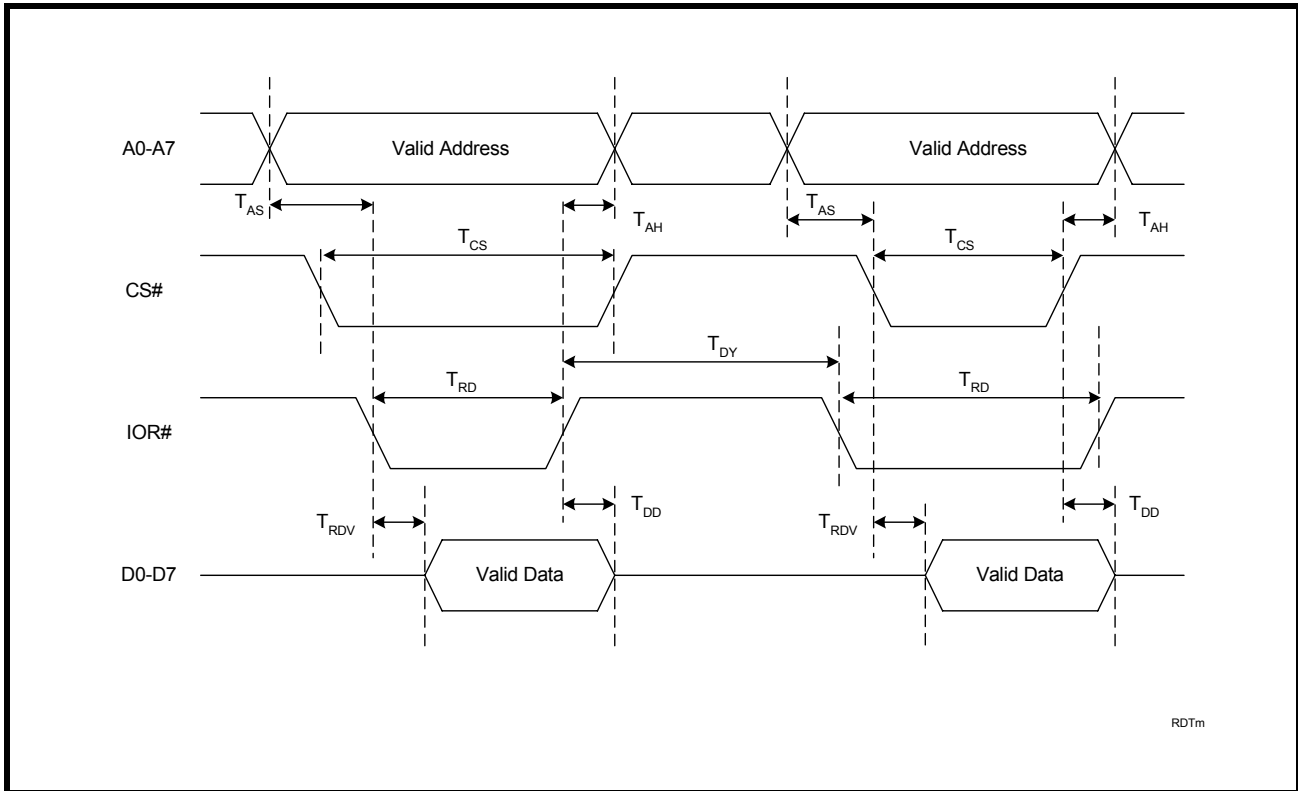 A0-A7
Valid Address
Valid Address
TAS
TAH
TAS
TAH
TCS
TCS
CS#
TDY
TRD
TRD
IOR#
TRDV
TDD
TRDV
TDD
D0-D7
Valid Data
Valid Data
RDTm